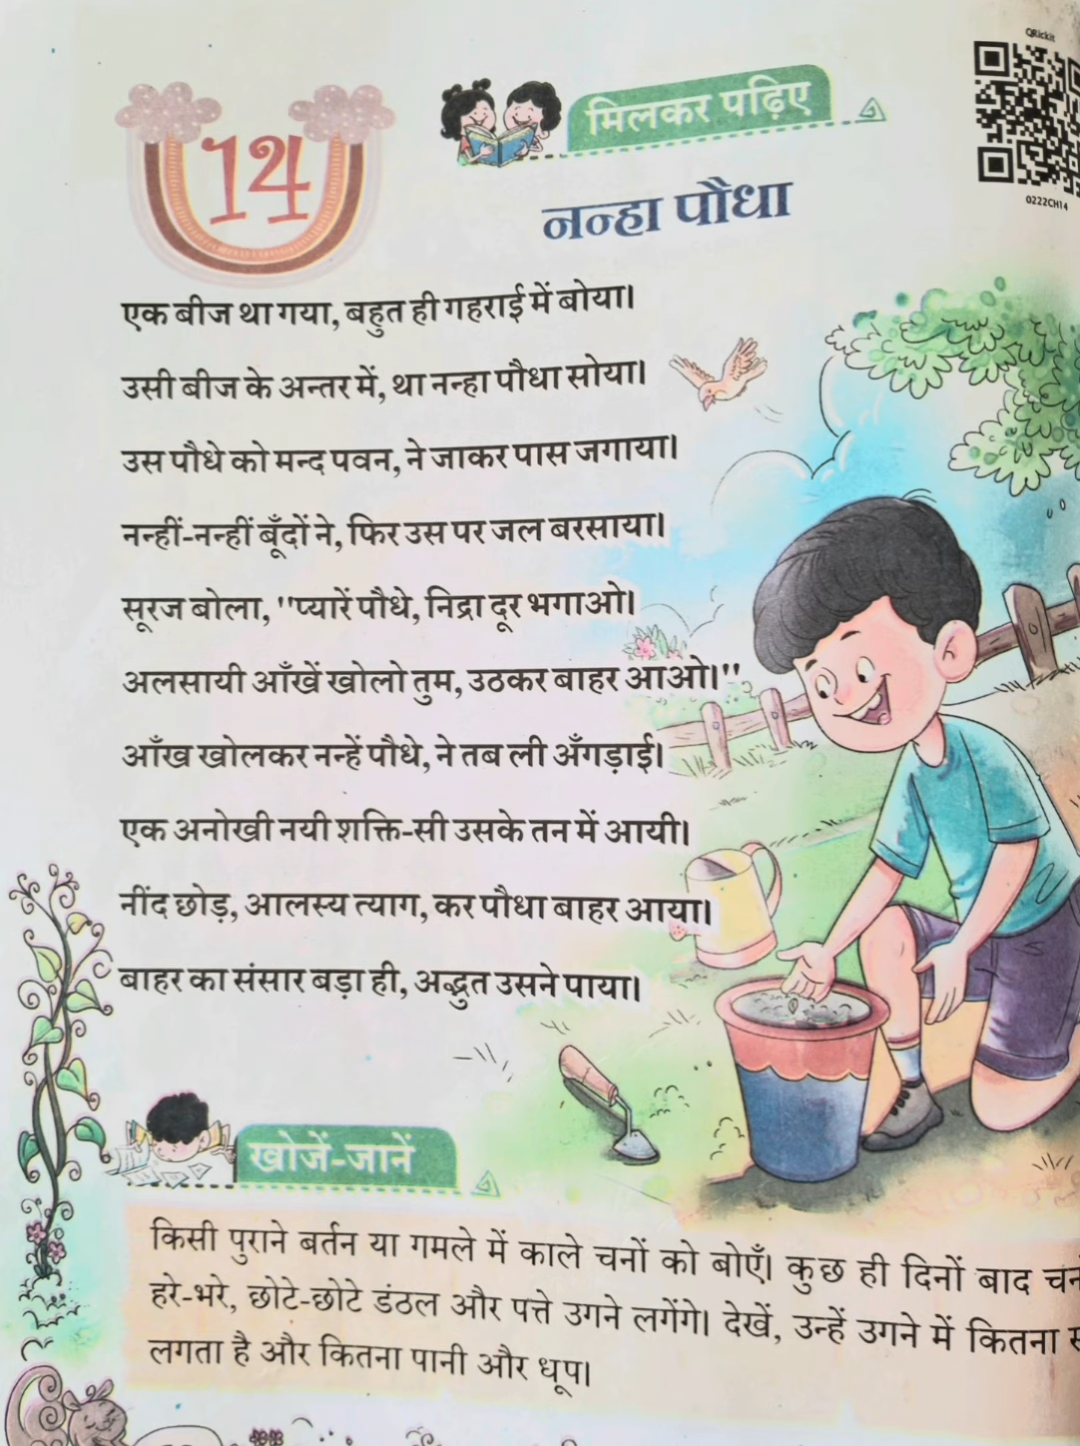 QRickit
14
मिलकर पढ़िए
0222CH14
नन्हा पौधा
एक बीज था गया, बहुत ही गहराई में बोया।
उसी बीज के अन्तर में, था नन्हा पौधा सोया।
उस पौधे को मन्द पवन, ने जाकर पास जगाया।
नन्हीं-नन्हीं बूँदों ने, फिर उस पर जल बरसाया।
सूरज बोला, "प्यारें पौधे, निद्रा दूर भगाओ।
अलसायी आँखें खोलो तुम, उठकर बाहर आओ।"
आँख खोलकर नन्हें पौधे, ने तब ली अँगड़ाई।
एक अनोखी नयी शक्ति-सी उसके तन में आयी।
नींद छोड़, आलस्य त्याग, कर पौधा बाहर आया।
बाहर का संसार बड़ा ही, अद्भुत उसने पाया।
खोजें-जानें
किसी पुराने बर्तन या गमले में काले चनों को बोएँ। कुछ ही दिनों बाद
हरे-भरे, छोटे-छोटे डंठल और पत्ते उगने लगेंगे। देखें, उन्हें उगने में कितना
लगता है और कितना पानी और धूप।